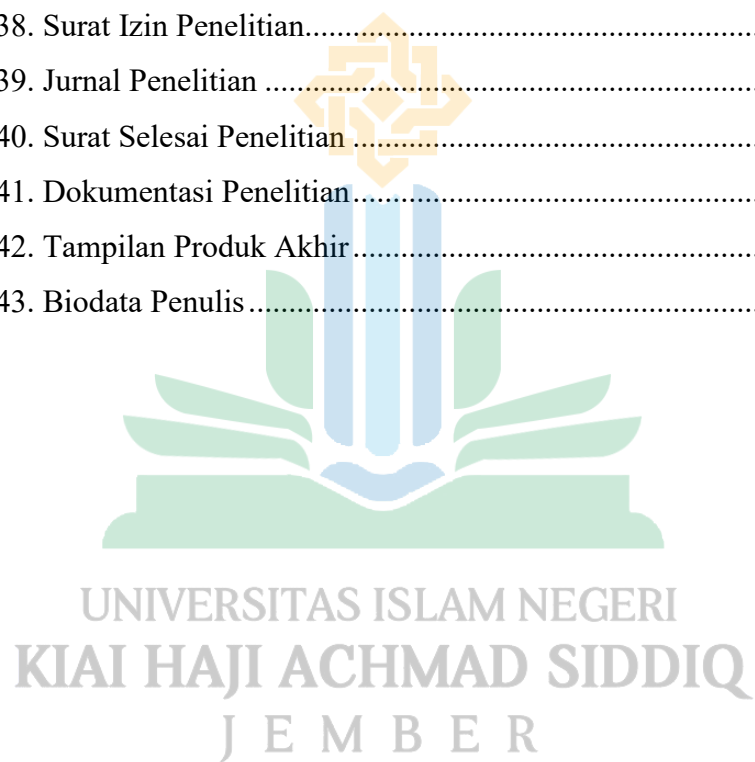 38. Surat Izin Penelitian................................................................
39. Jurnal Penelitian ................................................................
40. Surat Selesai Penelitian ................................................................
41. Dokumentasi Penelitian................................................................
42. Tampilan Produk Akhir................................................................
43. Biodata Penulis................................................................
UNIVERSITAS ISLAM NEGERI
KIAI HAJI ACHMAD SIDDIQ
J E M B E R